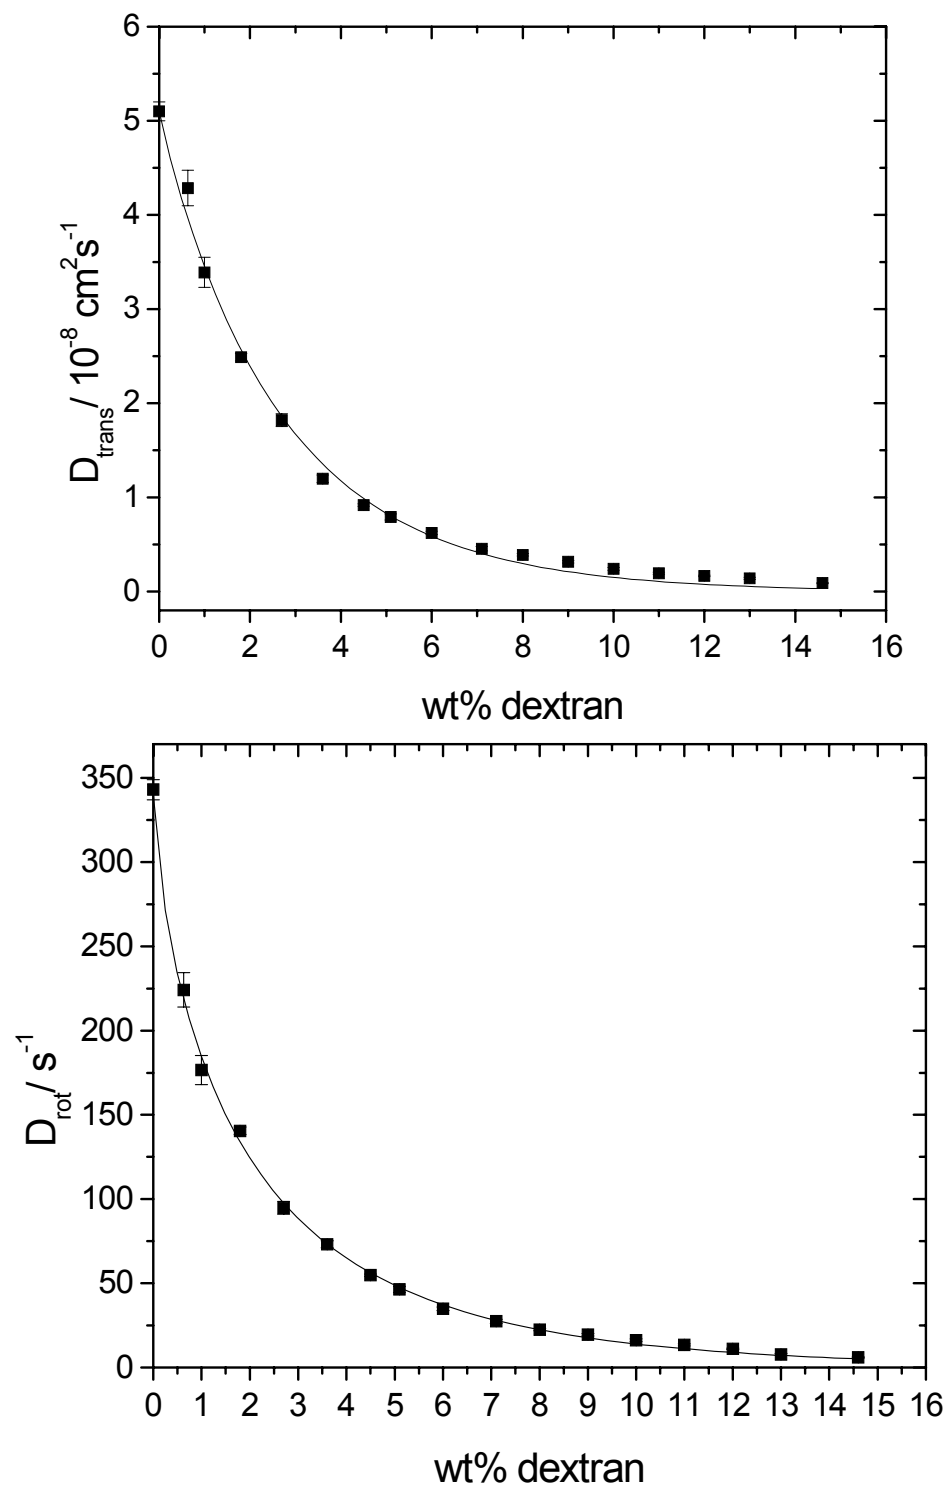 6
5
4
3
2
1
0
D_trans / 10^-8 cm^2 s^-1
0 2 4 6 8 10 12 14 16
wt% dextran
350
300
250
200
150
100
50
0
D_rot / s^-1
0 1 2 3 4 5 6 7 8 9 10 11 12 13 14 15 16
wt% dextran